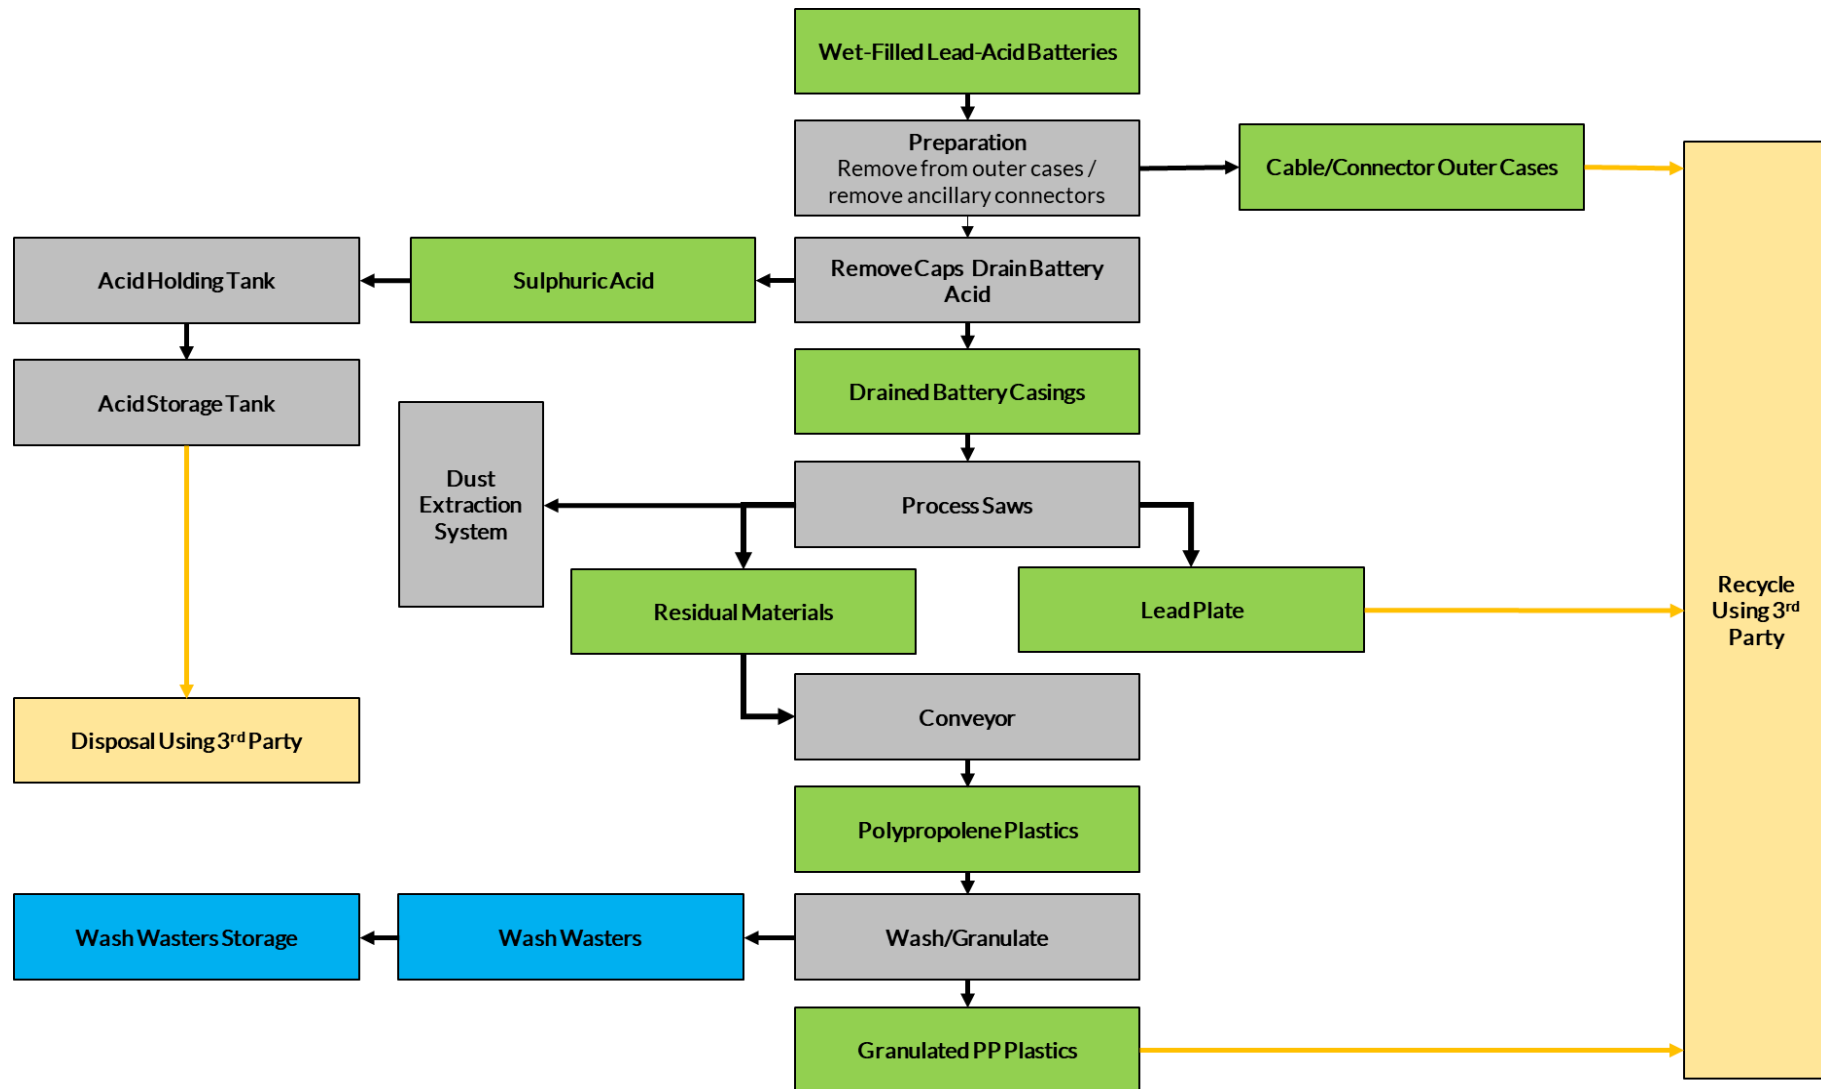 Wet-Filled Lead-Acid Batteries
Preparation
Remove from outer cases /
remove ancillary connectors
Cable/Connector Outer Cases
Acid Holding Tank
Sulphuric Acid
Remove Caps Drain Battery
Acid
Acid Storage Tank
Drained Battery Casings
Dust
Extraction
System
Process Saws
Residual Materials
Lead Plate
Recycle
Using 3rd
Party
Conveyor
Disposal Using 3rd Party
Polypropolene Plastics
Wash Wasters Storage
Wash Wasters
Wash/Granulate
Granulated PP Plastics